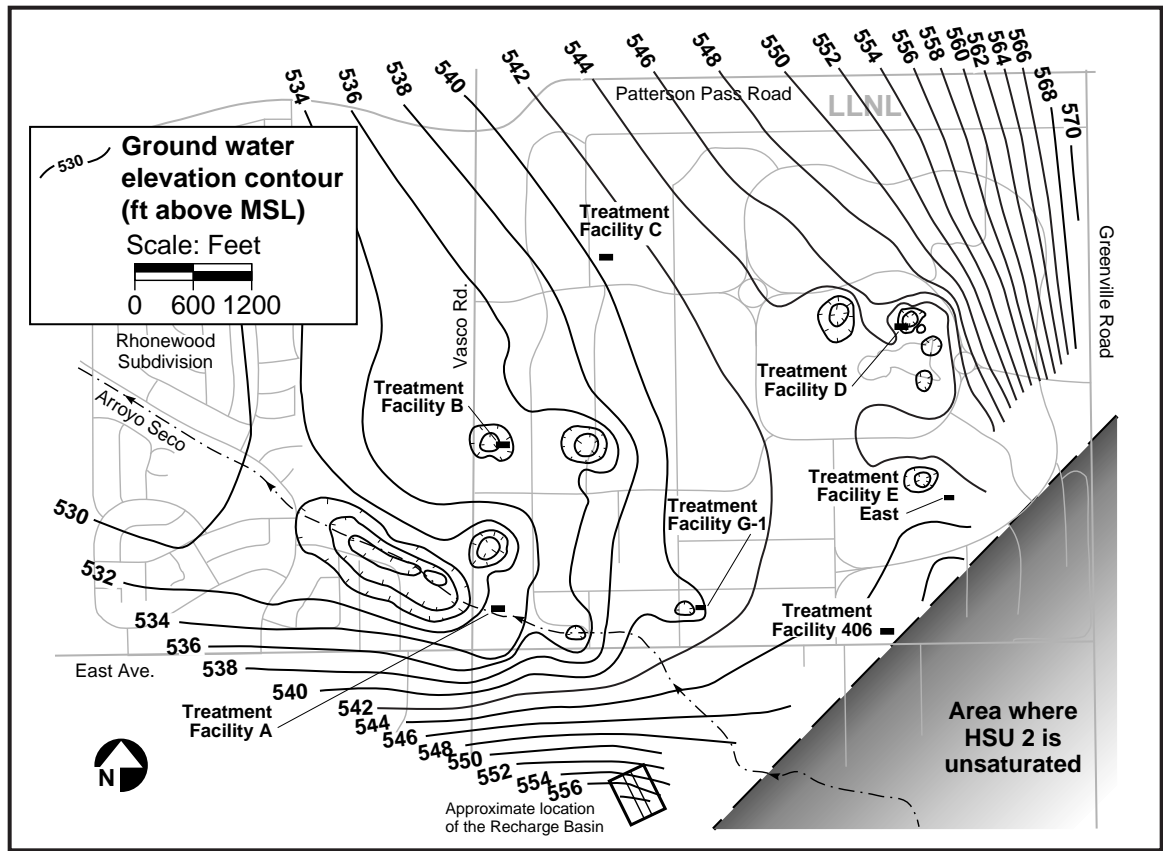 534
536
538
540
542
544
546
548
550
552
554
556
558
560
562
564
566
568
570
Patterson Pass Road
LLNL
530
Ground water
elevation contour
(ft above MSL)
Scale: Feet
0 600 1200
Treatment
Facility C
Vasco Rd.
Greenville Road
Rhonewood
Subdivision
Arroyo Seco
Treatment
Facility B
Treatment
Facility D
Treatment
Facility E
East
Treatment
Facility G-1
530
532
534
536
538
540
542
544
546
548
550
552
554
556
East Ave.
Treatment
Facility A
Treatment
Facility 406
N
Area where
HSU 2 is
unsaturated
Approximate location
of the Recharge Basin